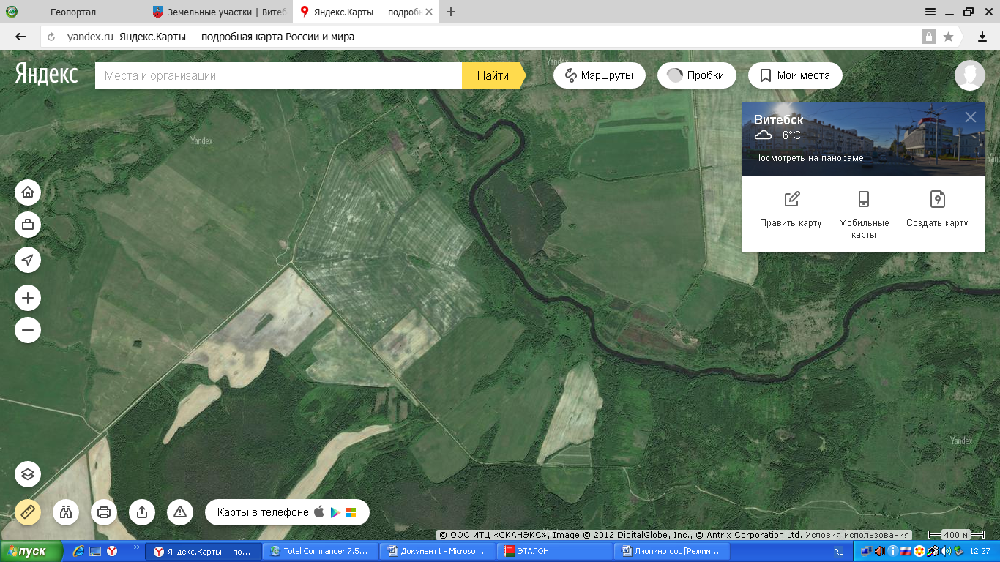 Геопортал
Земельные участки | Витеб
Яндекс.Карты — подробн
yandex.ru Яндекс.Карты — подробная карта России и мира
Яндекс
Места и организации
Найти
Маршруты
Пробки
Мои места
Yandex
Yandex
Витебск
−6°C
Посмотреть на панораме
Править карту
Мобильные
карты
Создать карту
Yandex
Карты в телефоне
© ООО ИТЦ «СКАНЭКС», Image © 2012 DigitalGlobe, Inc., © Antrix Corporation Ltd. Условия использования
400 м
пуск
Яндекс.Карты — по...
Total Commander 7.5...
Документ1 - Microso...
ЭТАЛОН
Лиопино.doc [Режим...
RL
12:27